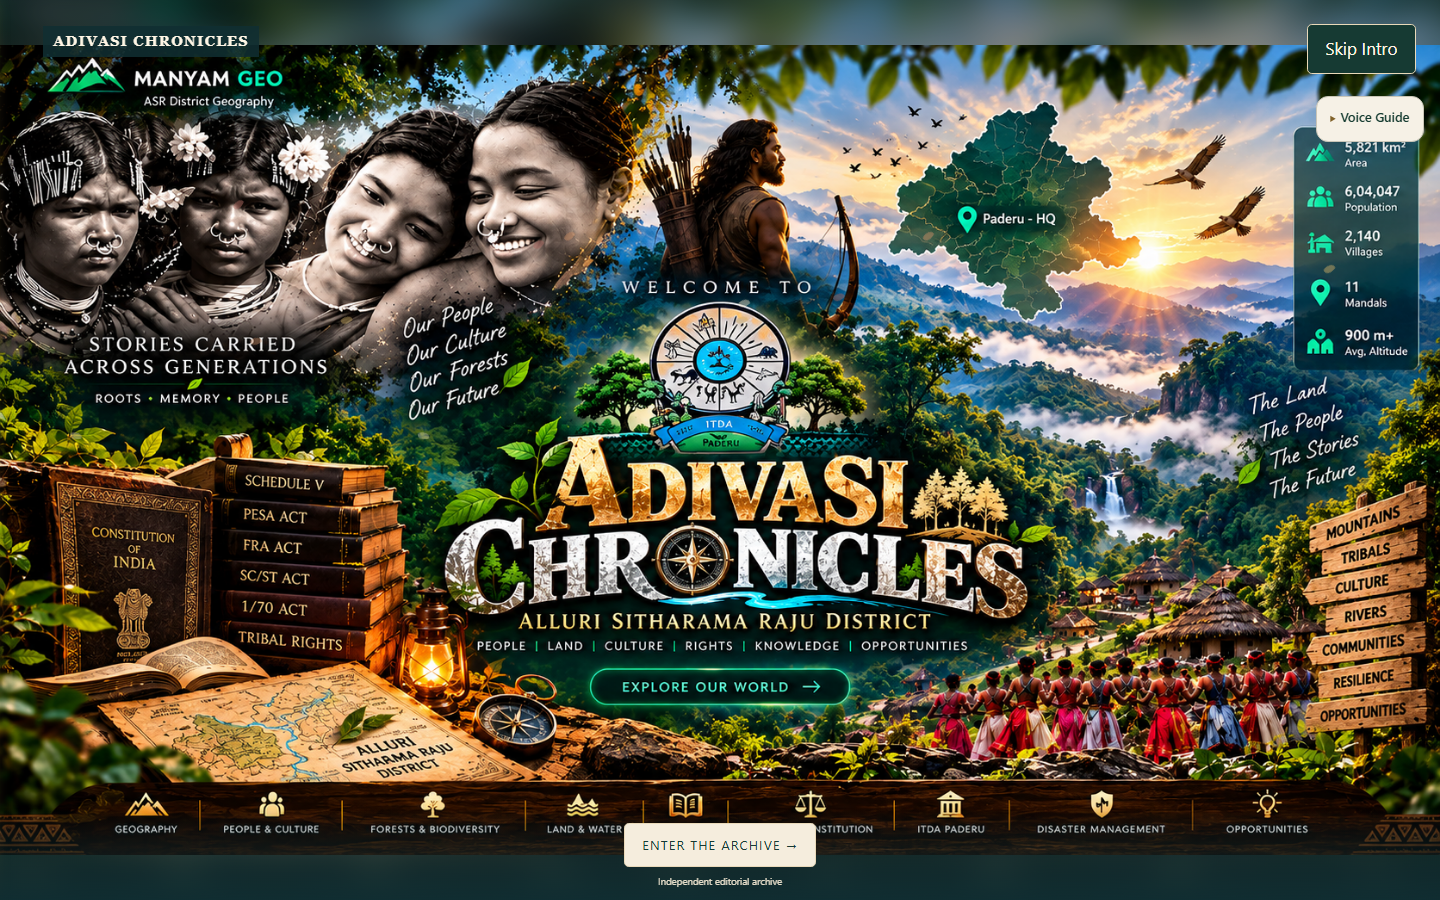 ADIVASI CHRONICLES
Skip Intro
MANYAM GEO
ASR District Geography
▸ Voice Guide
5,821 km²
Area
6,04,047
Population
2,140
Villages
11
Mandals
900 m+
Avg, Altitude
Paderu - HQ
WELCOME TO
Our People
Our Culture
Our Forests
Our Future
STORIES CARRIED
ACROSS GENERATIONS
ROOTS • MEMORY • PEOPLE
The Land
The People
The Stories
The Future
ITDA
PADERU
ADIVASI
CHRONICLES
ALLURI SITHARAMA RAJU DISTRICT
PEOPLE | LAND | CULTURE | RIGHTS | KNOWLEDGE | OPPORTUNITIES
EXPLORE OUR WORLD →
CONSTITUTION
OF
INDIA
SCHEDULE V
PESA ACT
FRA ACT
SC/ST ACT
1/70 ACT
TRIBAL RIGHTS
ALLURI
SITHARMA RAJU
DISTRICT
MOUNTAINS
TRIBALS
CULTURE
RIVERS
COMMUNITIES
RESILIENCE
OPPORTUNITIES
GEOGRAPHY
PEOPLE & CULTURE
FORESTS & BIODIVERSITY
LAND & WATER
NSTITUTION
ITDA PADERU
DISASTER MANAGEMENT
OPPORTUNITIES
ENTER THE ARCHIVE →
Independent editorial archive